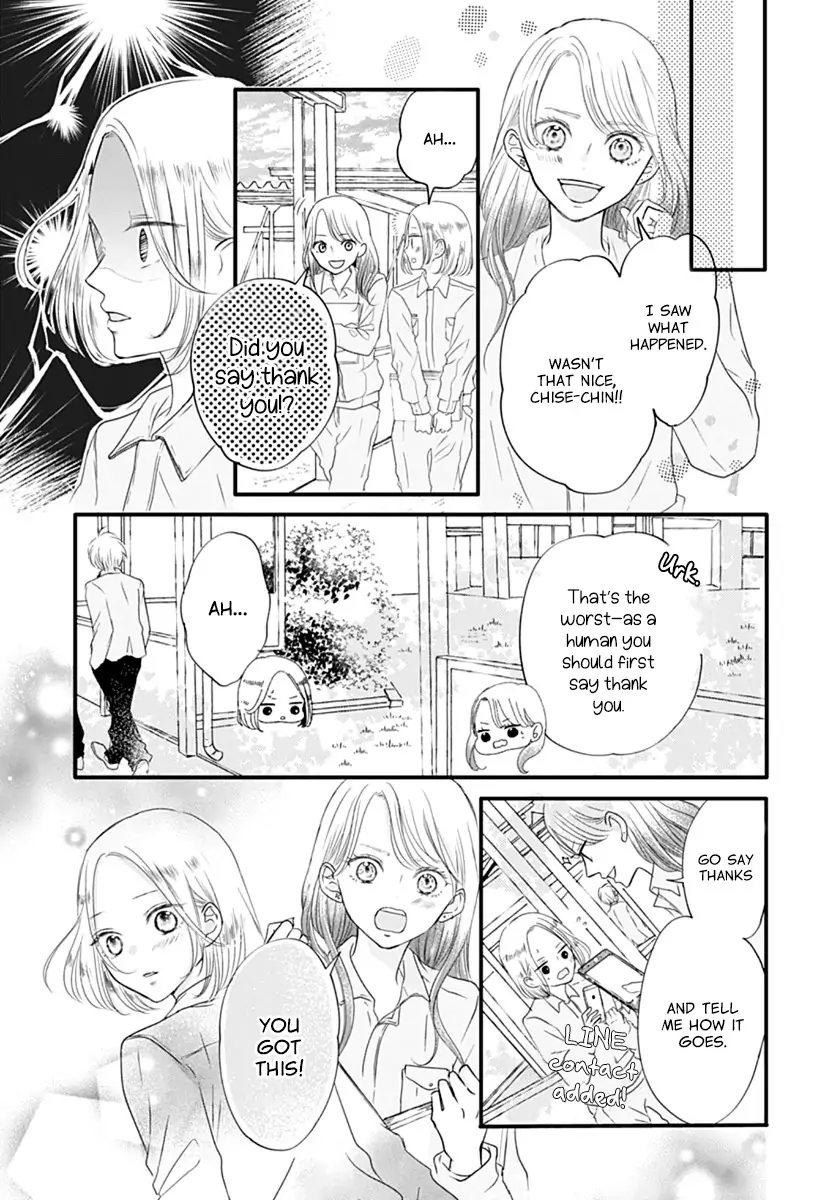 I SAW
WHAT
HAPPENED.
WASN'T
THAT NICE,
CHISE-CHIN!!
AH...
Did you
say thank
you!?
Urk.
That's the
worst—as a
human you
should first
say thank
you.
AH...
GO SAY
THANKS
AND TELL
ME HOW IT
GOES.
LINE
contact
added!
YOU
GOT
THIS!